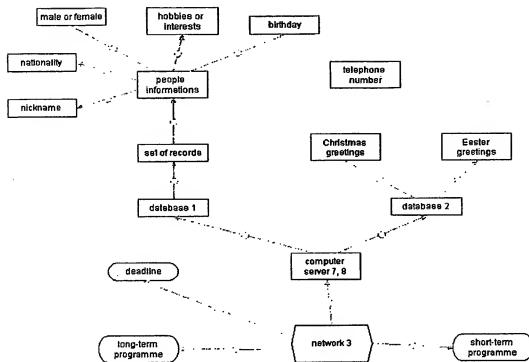 male or female
hobbies or
interests
birthday
nationality
people
informations
telephone
number
nickname
set of records
Christmas
greetings
Easter
greetings
database 1
database 2
computer
server 7, 8
deadline
network 3
long-term
programme
short-term
programme